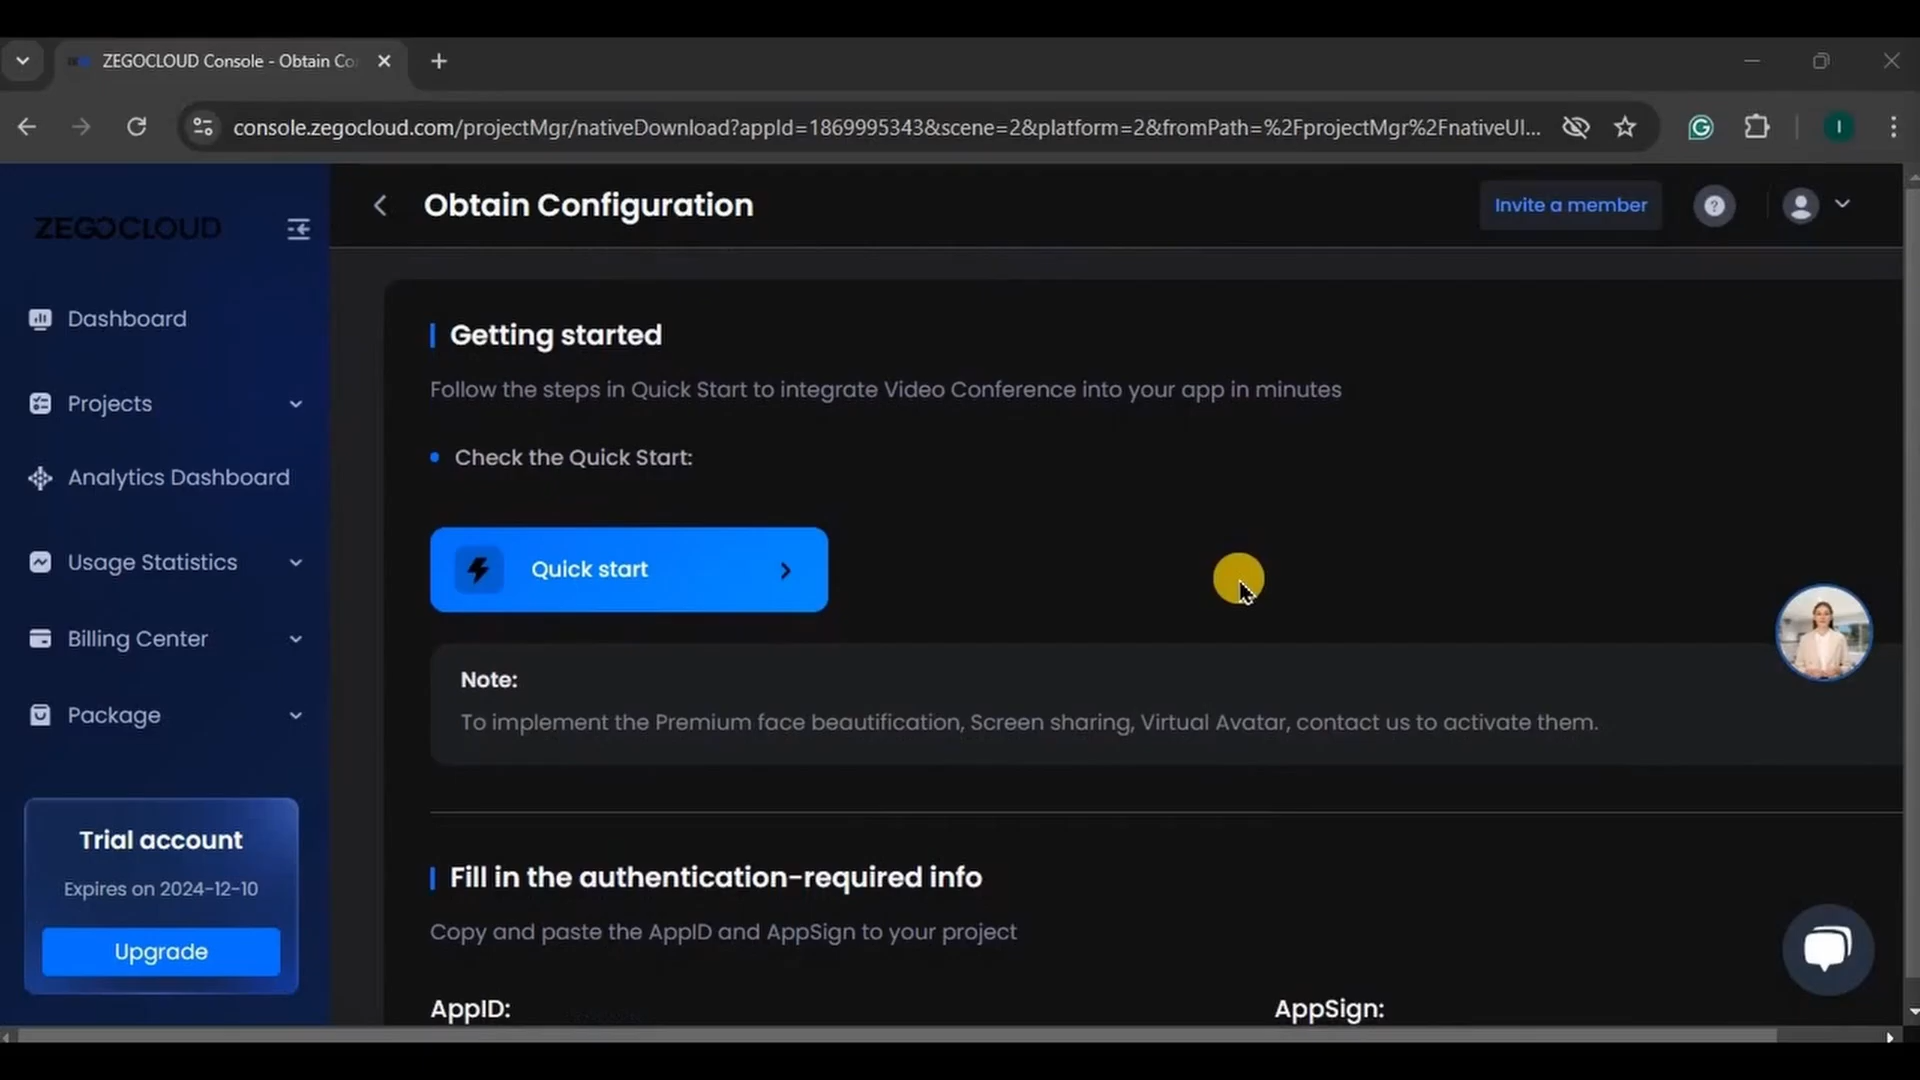 ZEGOCLOUD Console - Obtain Co
console.zegocloud.com/projectMgr/nativeDownload?appId=1869995343&scene=2&platform=2&fromPath=%2FprojectMgr%2FnativeUI...
I
ZEGOCLOUD
Obtain Configuration
Invite a member
Dashboard
Projects
Analytics Dashboard
Usage Statistics
Billing Center
Package
Trial account
Expires on 2024-12-10
Upgrade
Getting started
Follow the steps in Quick Start to integrate Video Conference into your app in minutes
Check the Quick Start:
Quick start
Note:
To implement the Premium face beautification, Screen sharing, Virtual Avatar, contact us to activate them.
Fill in the authentication-required info
Copy and paste the AppID and AppSign to your project
AppID:
AppSign: